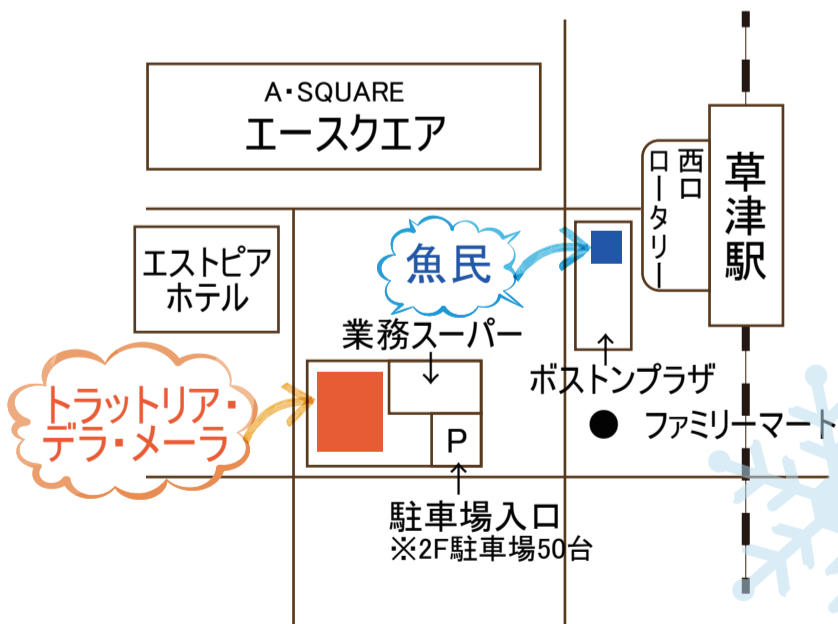 A・SQUARE
エースクエア
西口
ロータリー
草津駅
エストピア
ホテル
魚民
業務スーパー
ボストンプラザ
トラットリア・
デラ・メーラ
ファミリーマート
P
駐車場入口
※2F駐車場50台